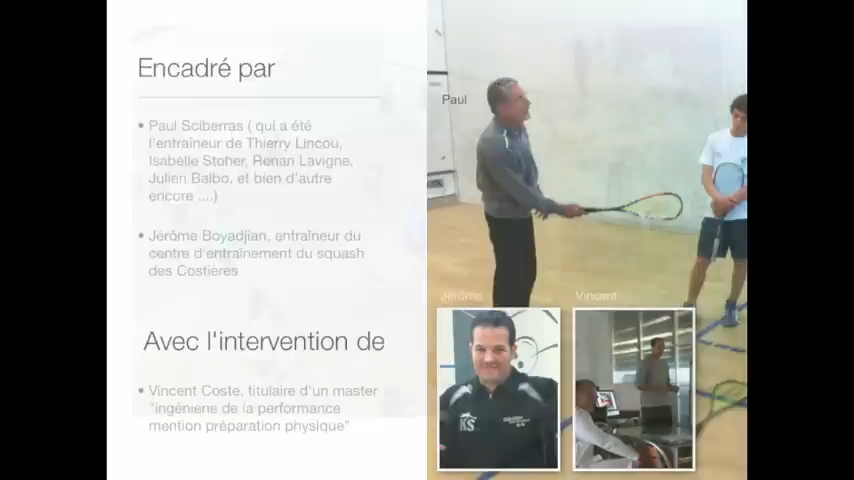 Encadré par
• Paul Sciberras ( qui a été
l'entraîneur de Thierry Lincou,
Isabelle Stoher, Renan Lavigne,
Julien Balbo, et bien d'autre
encore ....)
• Jérôme Boyadjian, entraîneur du
centre d'entraînement du squash
des Costières
Avec l'intervention de
• Vincent Coste, titulaire d'un master
"ingénierie de la performance
mention préparation physique"
Paul
Jérôme
Vincent
KS